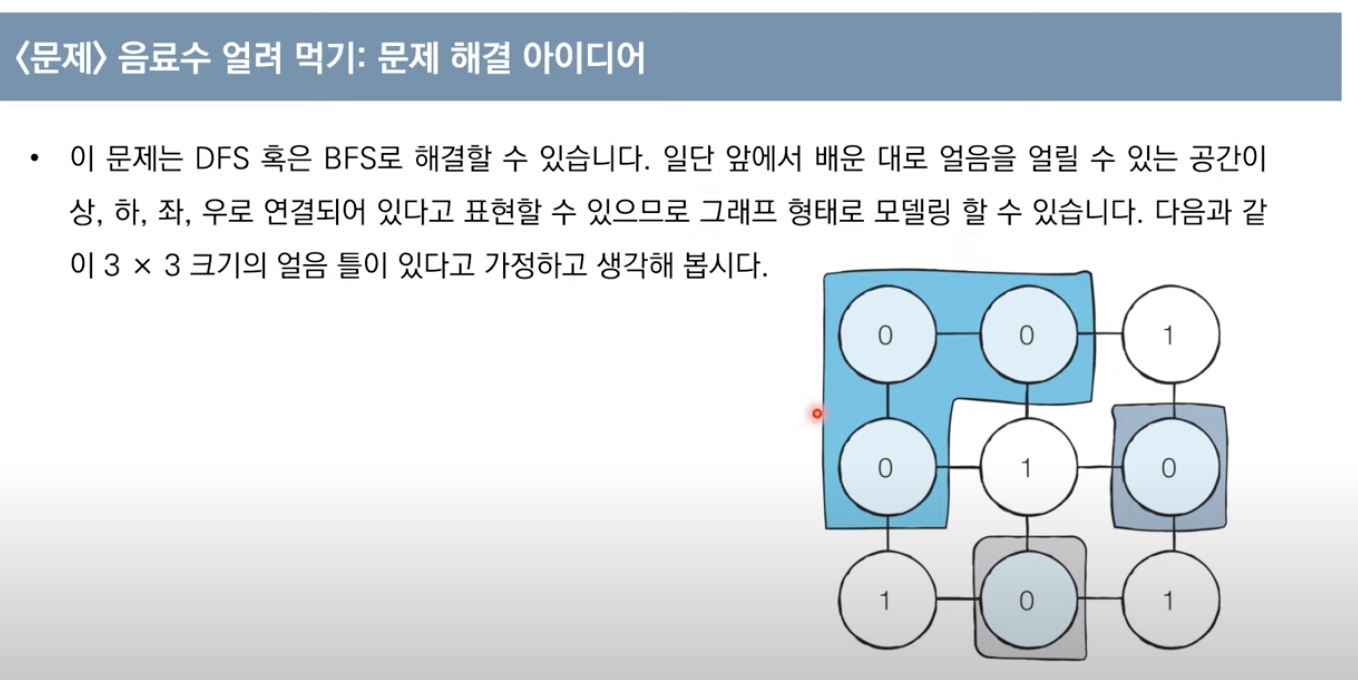 <문제> 음료수 얼려 먹기: 문제 해결 아이디어
• 이 문제는 DFS 혹은 BFS로 해결할 수 있습니다. 일단 앞에서 배운 대로 얼음을 얼릴 수 있는 공간이
상, 하, 좌, 우로 연결되어 있다고 표현할 수 있으므로 그래프 형태로 모델링 할 수 있습니다. 다음과 같
이 3 × 3 크기의 얼음 틀이 있다고 가정하고 생각해 봅시다.
0 0 1
0 1 0
1 0 1